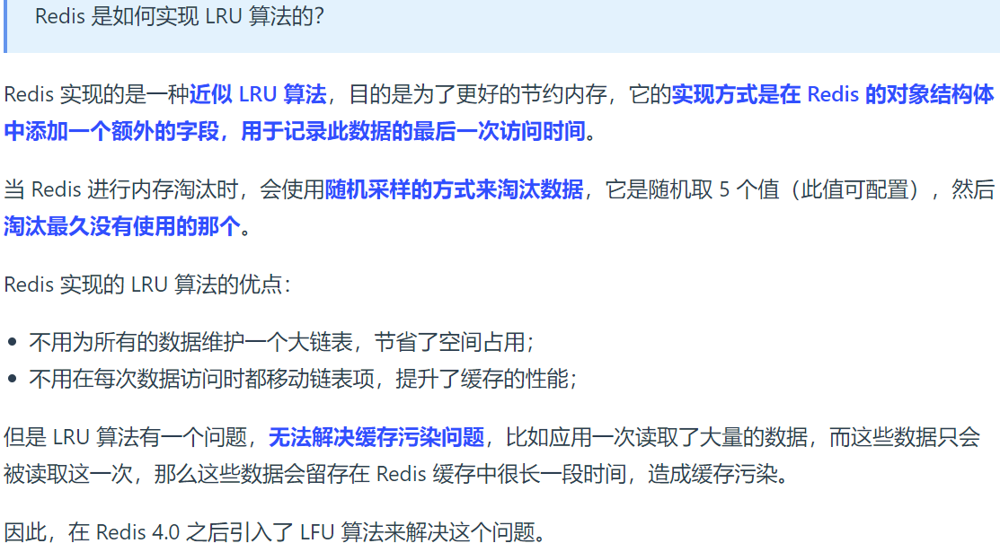 Redis 是如何实现 LRU 算法的？
Redis 实现的是一种近似 LRU 算法，目的是为了更好的节约内存，它的实现方式是在 Redis 的对象结构体
中添加一个额外的字段，用于记录此数据的最后一次访问时间。
当 Redis 进行内存淘汰时，会使用随机采样的方式来淘汰数据，它是随机取 5 个值（此值可配置），然后
淘汰最久没有使用的那个。
Redis 实现的 LRU 算法的优点：
• 不用为所有的数据维护一个大链表，节省了空间占用；
• 不用在每次数据访问时都移动链表项，提升了缓存的性能；
但是 LRU 算法有一个问题，无法解决缓存污染问题，比如应用一次读取了大量的数据，而这些数据只会
被读取这一次，那么这些数据会留存在 Redis 缓存中很长一段时间，造成缓存污染。
因此，在 Redis 4.0 之后引入了 LFU 算法来解决这个问题。